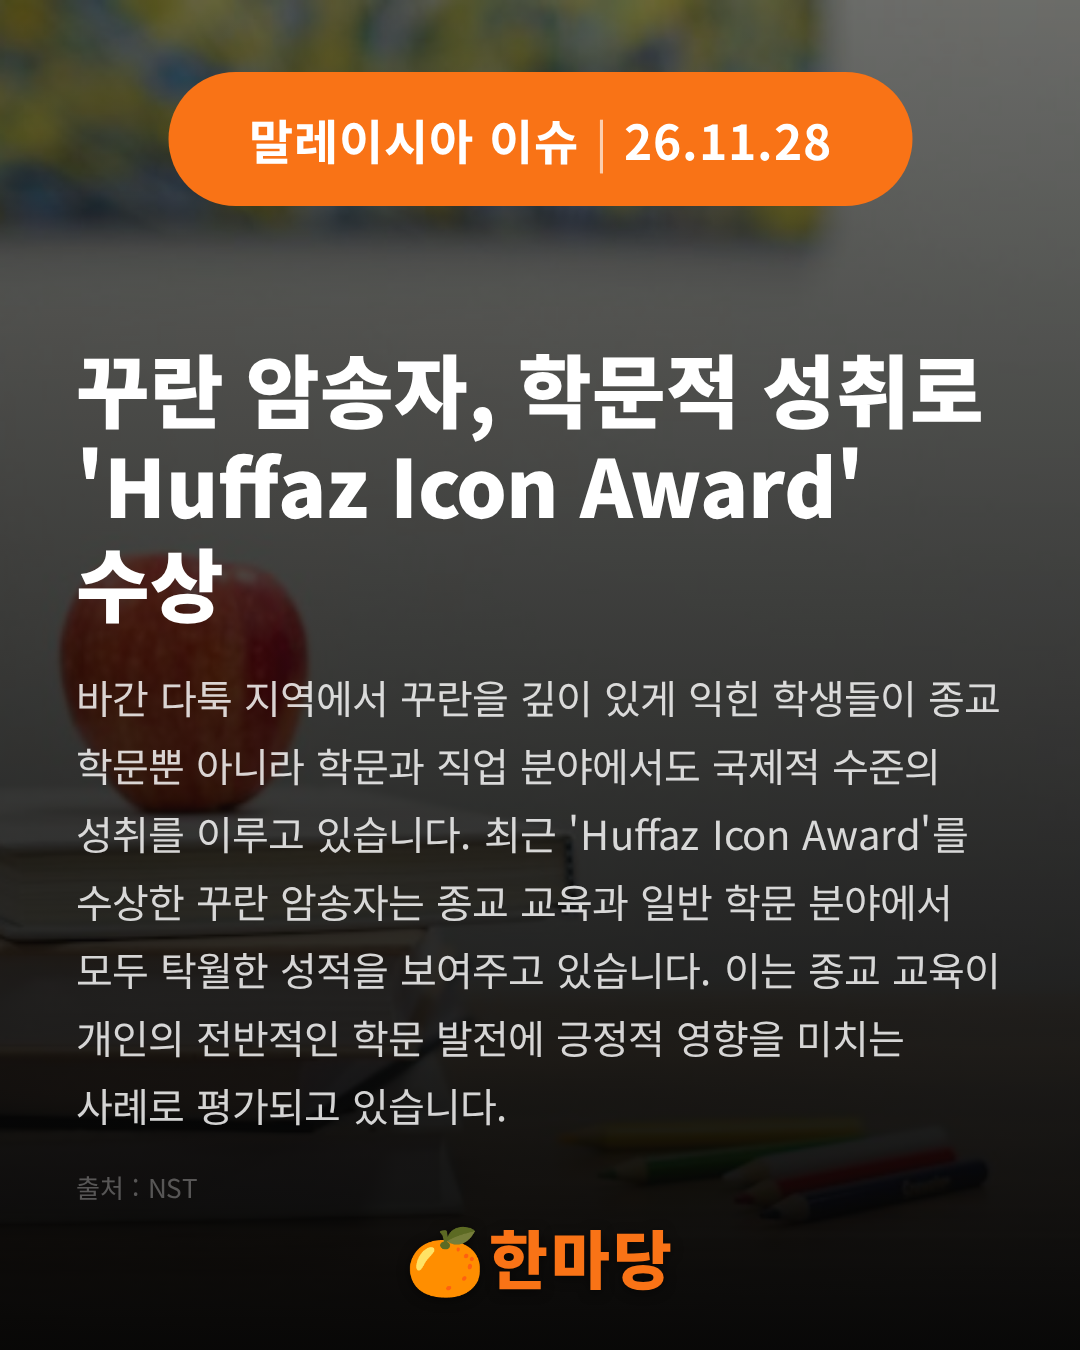 말레이시아 이슈 | 26.11.28
꾸란 암송자, 학문적 성취로
'Huffaz Icon Award'
수상
바간 다툭 지역에서 꾸란을 깊이 있게 익힌 학생들이 종교
학문뿐 아니라 학문과 직업 분야에서도 국제적 수준의
성취를 이루고 있습니다. 최근 'Huffaz Icon Award'를
수상한 꾸란 암송자는 종교 교육과 일반 학문 분야에서
모두 탁월한 성적을 보여주고 있습니다. 이는 종교 교육이
개인의 전반적인 학문 발전에 긍정적 영향을 미치는
사례로 평가되고 있습니다.
출처 : NST
한마당